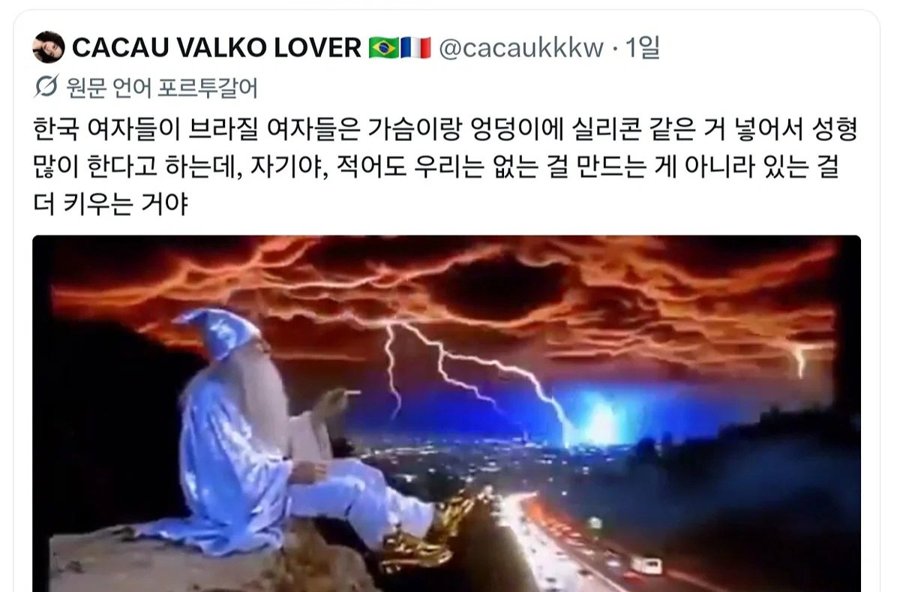 CACAU VALKO LOVER 🇧🇷🇫🇷 @cacaukkkw · 1일
원문 언어 포르투갈어
한국 여자들이 브라질 여자들은 가슴이랑 엉덩이에 실리콘 같은 거 넣어서 성형
많이 한다고 하는데, 자기야, 적어도 우리는 없는 걸 만드는 게 아니라 있는 걸
더 키우는 거야